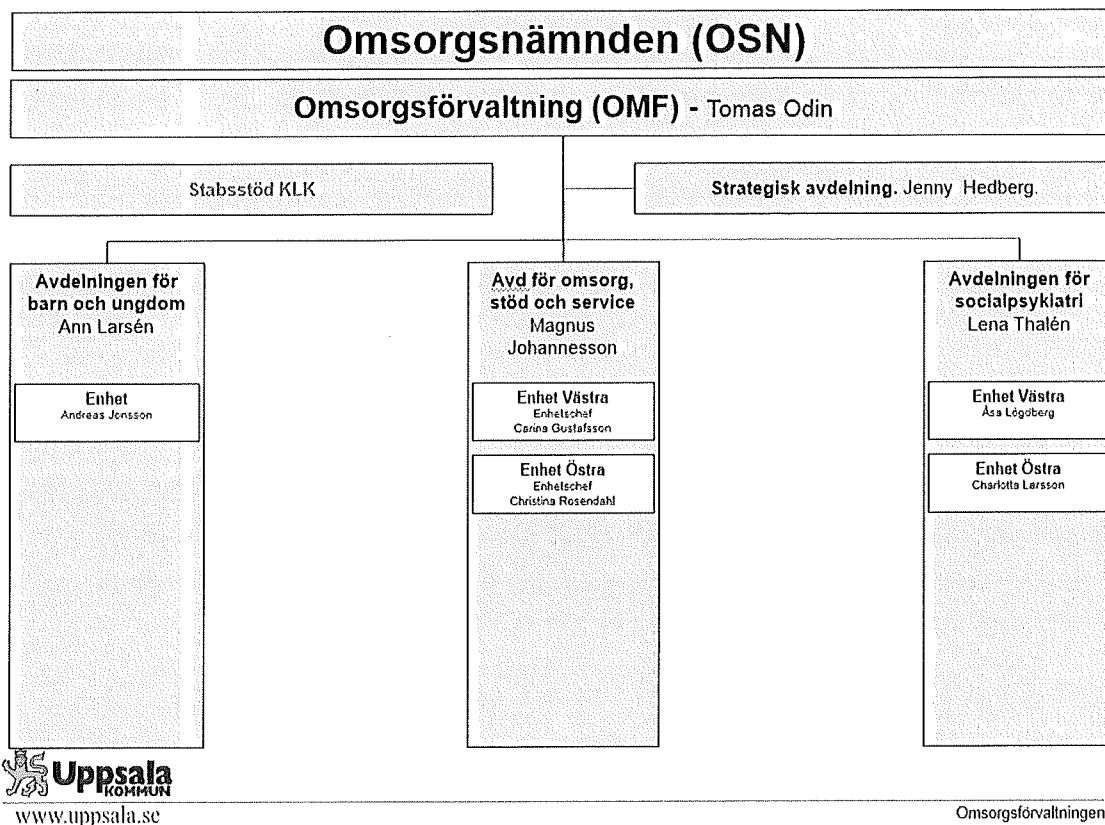 Omsorgsnämnden (OSN)
Omsorgsförvaltning (OMF) - Tomas Odin
Stabsstöd KLK
Strategisk avdelning. Jenny Hedberg.
Avdelningen för
barn och ungdom
Ann Larsén
Enhet
Andreas Jonsson
Avd för omsorg,
stöd och service
Magnus
Johannesson
Enhet Västra
Enhetschef
Carina Gustafsson
Enhet Östra
Enhetschef
Christina Rosendahl
Avdelningen för
socialpsykiatri
Lena Thalén
Enhet Västra
Åsa Lögdberg
Enhet Östra
Charlotta Larsson
Uppsala
KOMMUN
www.uppsala.se
Omsorgsförvaltningen